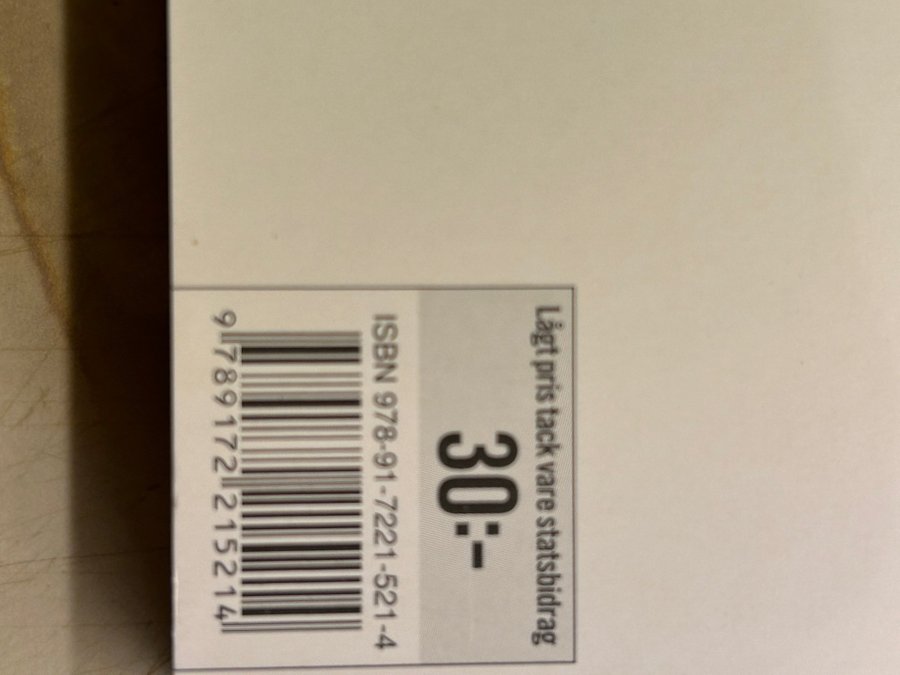 Lågt pris tack vare statsbidrag
30:-
ISBN 978-91-7221-521-4
9 789172 215214